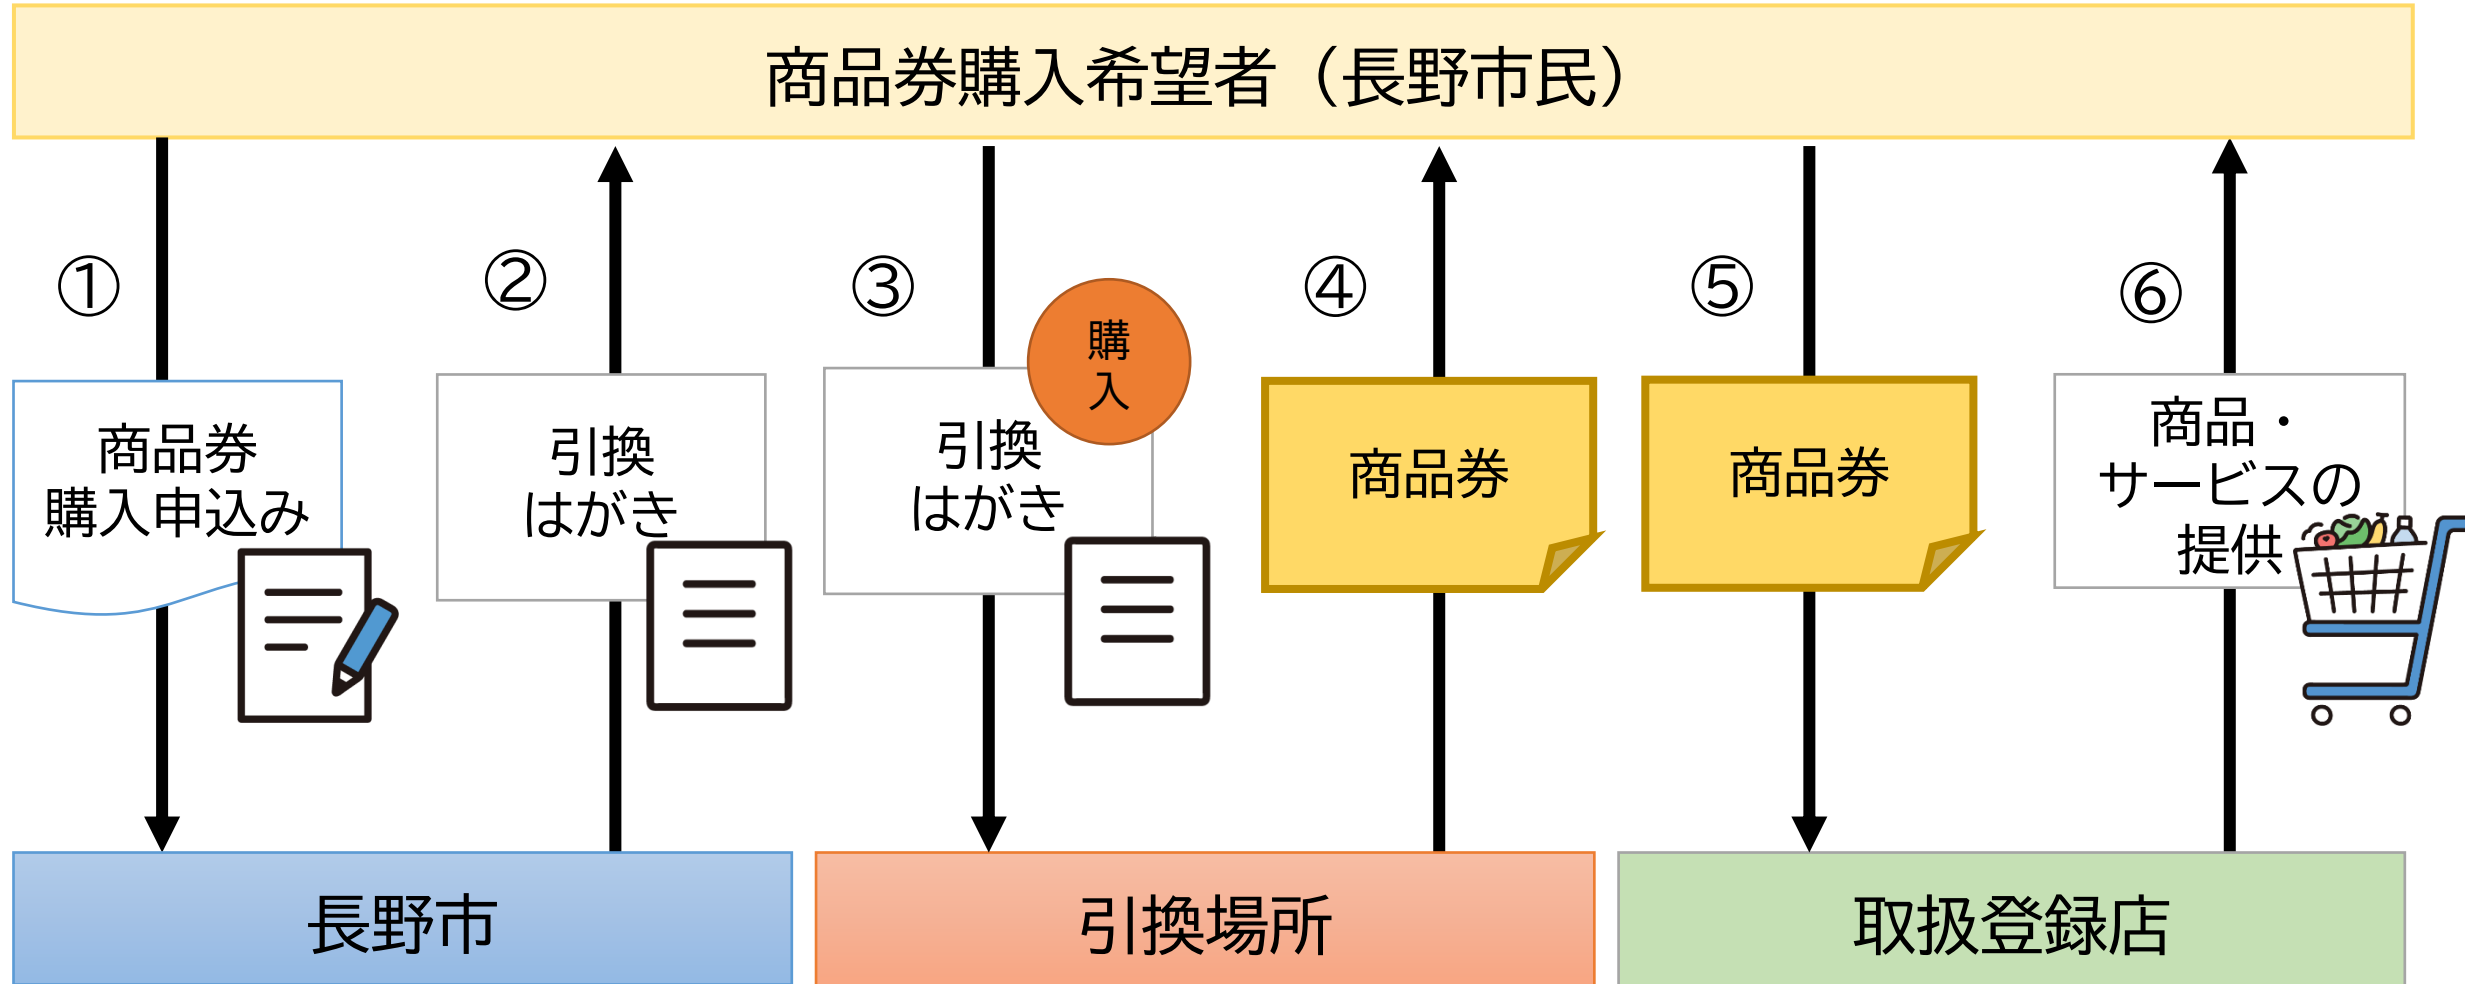 商品券購入希望者（長野市民）
①
②
③
④
⑤
⑥
商品券
購入申込み
引換
はがき
購
入
引換
はがき
商品券
商品券
商品・
サービスの
提供
長野市
引換場所
取扱登録店